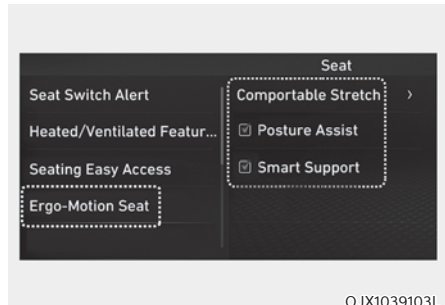 Seat
Seat Switch Alert
Comportable Stretch >
Heated/Ventilated Featur...
Posture Assist
Seating Easy Access
Smart Support
Ergo-Motion Seat
OJX1039103L